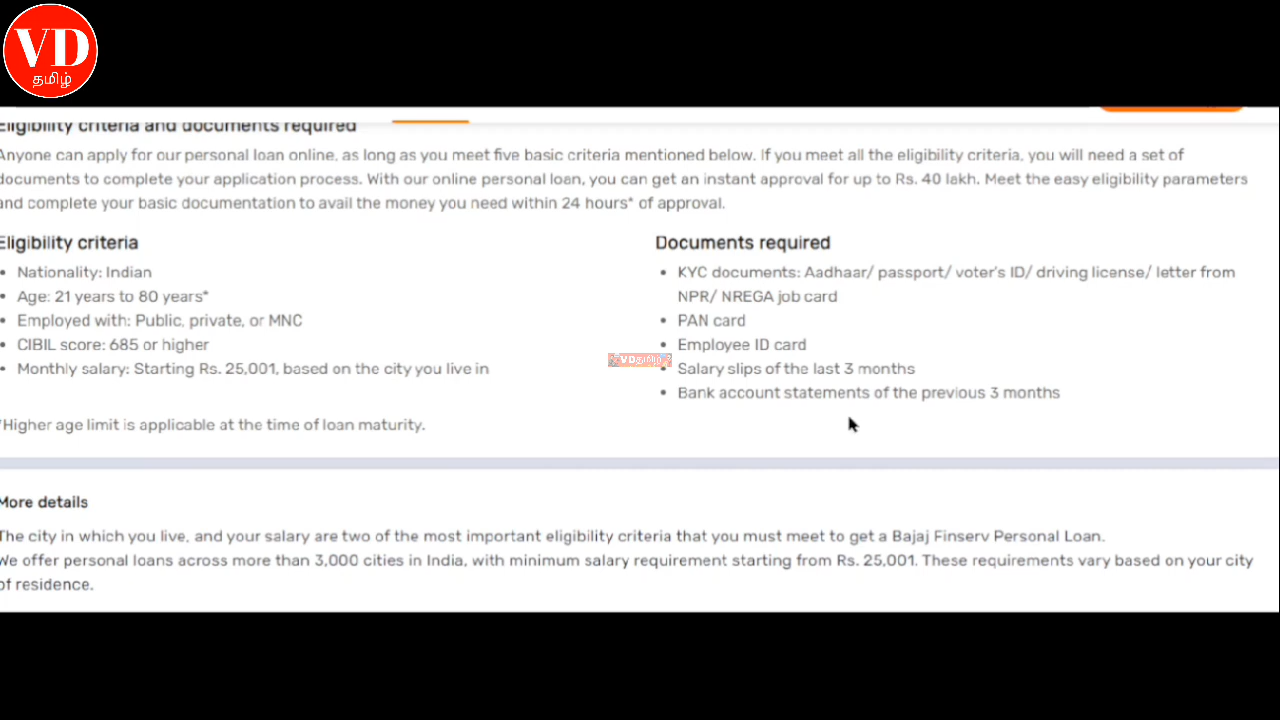 VD
தமிழ்
Eligibility criteria and documents required
Anyone can apply for our personal loan online, as long as you meet five basic criteria mentioned below. If you meet all the eligibility criteria, you will need a set of
documents to complete your application process. With our online personal loan, you can get an instant approval for up to Rs. 40 lakh. Meet the easy eligibility parameters
and complete your basic documentation to avail the money you need within 24 hours* of approval.
Eligibility criteria
• Nationality: Indian
• Age: 21 years to 80 years*
• Employed with: Public, private, or MNC
• CIBIL score: 685 or higher
• Monthly salary: Starting Rs. 25,001, based on the city you live in
*Higher age limit is applicable at the time of loan maturity.
Documents required
• KYC documents: Aadhaar/ passport/ voter's ID/ driving license/ letter from
NPR/ NREGA job card
• PAN card
• Employee ID card
• Salary slips of the last 3 months
• Bank account statements of the previous 3 months
VDதமிழ்
More details
The city in which you live, and your salary are two of the most important eligibility criteria that you must meet to get a Bajaj Finserv Personal Loan.
We offer personal loans across more than 3,000 cities in India, with minimum salary requirement starting from Rs. 25,001. These requirements vary based on your city
of residence.